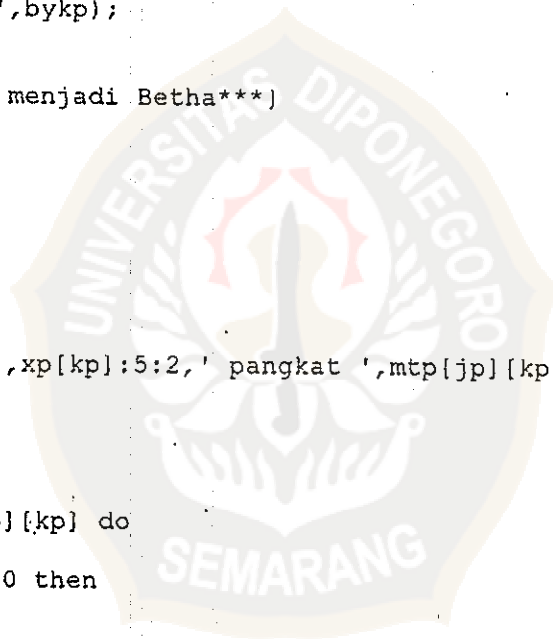 ',bykp);
menjadi Betha***]
UNIVERSITAS DIPONEGORO
,xp[kp]:5:2,' pangkat ',mtp[jp][kp
][kp] do
0 then
SEMARANG